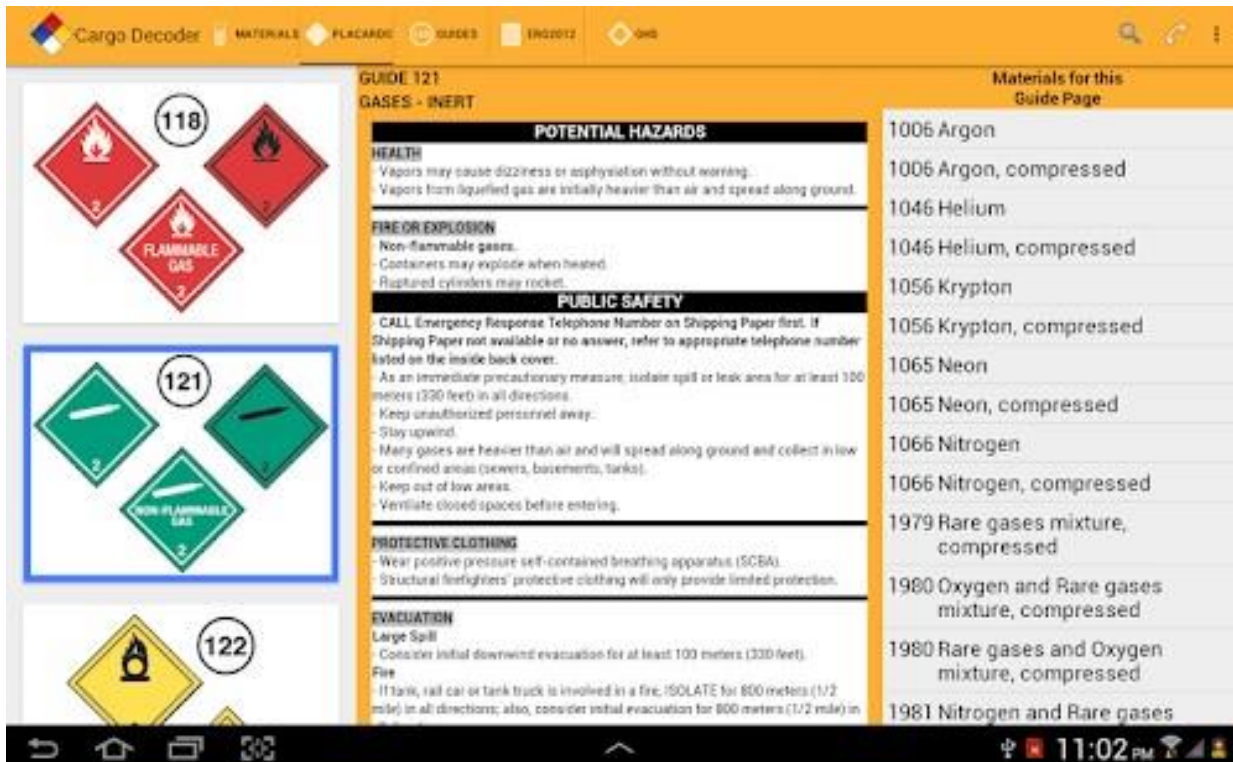 Cargo Decoder MATERIALS PLACARDS GUIDES ERG2012 GHS
118
2
2
FLAMMABLE
GAS
2
121
2
2
NON-FLAMMABLE
GAS
2
122
GUIDE 121
GASES - INERT
POTENTIAL HAZARDS
HEALTH
- Vapors may cause dizziness or asphyxiation without warning.
- Vapors from liquefied gas are initially heavier than air and spread along ground.
FIRE OR EXPLOSION
- Non-flammable gases.
- Containers may explode when heated.
- Ruptured cylinders may rocket.
PUBLIC SAFETY
- CALL Emergency Response Telephone Number on Shipping Paper first. If
Shipping Paper not available or no answer, refer to appropriate telephone number
listed on the inside back cover.
- As an immediate precautionary measure, isolate spill or leak area for at least 100
meters (330 feet) in all directions.
- Keep unauthorized personnel away.
- Stay upwind.
- Many gases are heavier than air and will spread along ground and collect in low
or confined areas (sewers, basements, tanks).
- Keep out of low areas.
- Ventilate closed spaces before entering.
PROTECTIVE CLOTHING
- Wear positive pressure self-contained breathing apparatus (SCBA).
- Structural firefighters' protective clothing will only provide limited protection.
EVACUATION
Large Spill
- Consider initial downwind evacuation for at least 100 meters (330 feet).
Fire
- If tank, rail car or tank truck is involved in a fire, ISOLATE for 800 meters (1/2
mile) in all directions; also, consider initial evacuation for 800 meters (1/2 mile) in
Materials for this
Guide Page
1006 Argon
1006 Argon, compressed
1046 Helium
1046 Helium, compressed
1056 Krypton
1056 Krypton, compressed
1065 Neon
1065 Neon, compressed
1066 Nitrogen
1066 Nitrogen, compressed
1979 Rare gases mixture,
compressed
1980 Oxygen and Rare gases
mixture, compressed
1980 Rare gases and Oxygen
mixture, compressed
1981 Nitrogen and Rare gases
11:02 PM